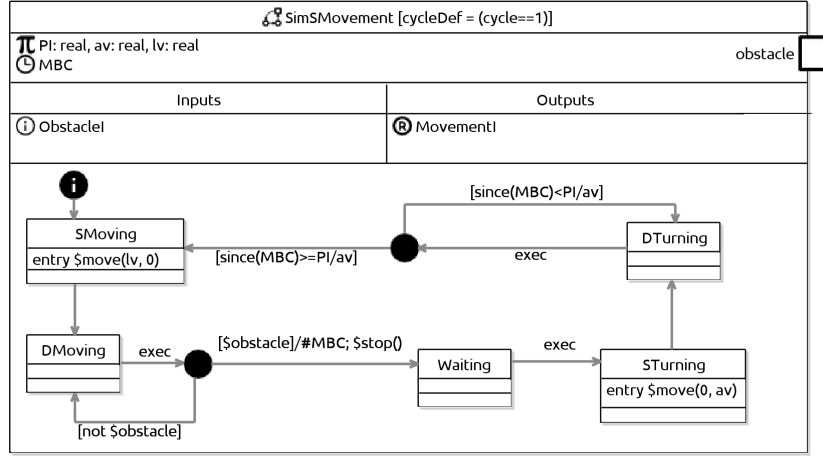 SimSMovement [cycleDef = (cycle==1)]
π PI: real, av: real, lv: real
MBC
obstacle
Inputs
Outputs
i ObstacleI
R MovementI
i
[since(MBC)<PI/av]
SMoving
entry $move(lv, 0)
[since(MBC)>=PI/av]
exec
DTurning
DMoving
exec
[$obstacle]/#MBC; $stop()
Waiting
exec
STurning
entry $move(0, av)
[not $obstacle]